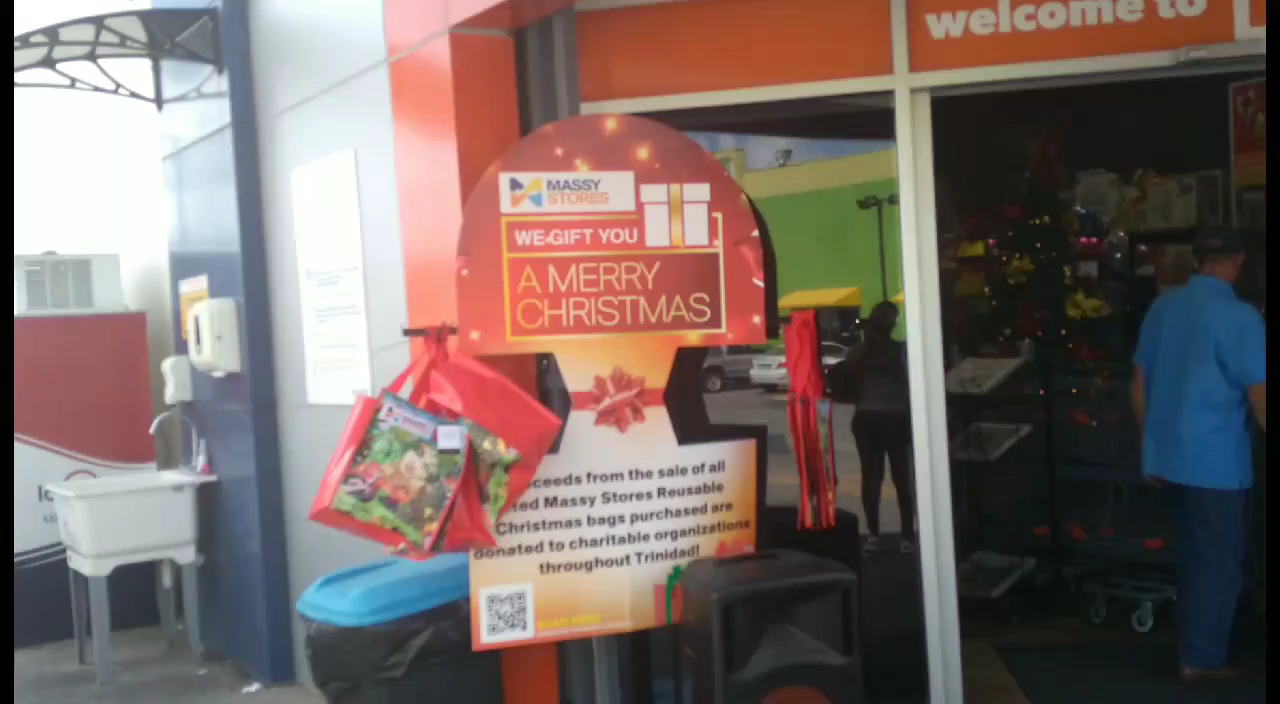 welcome to
MASSY
STORES
WE GIFT YOU
A MERRY
CHRISTMAS
ceeds from the sale of all
ted Massy Stores Reusable
Christmas bags purchased are
donated to charitable organizations
throughout Trinidad!